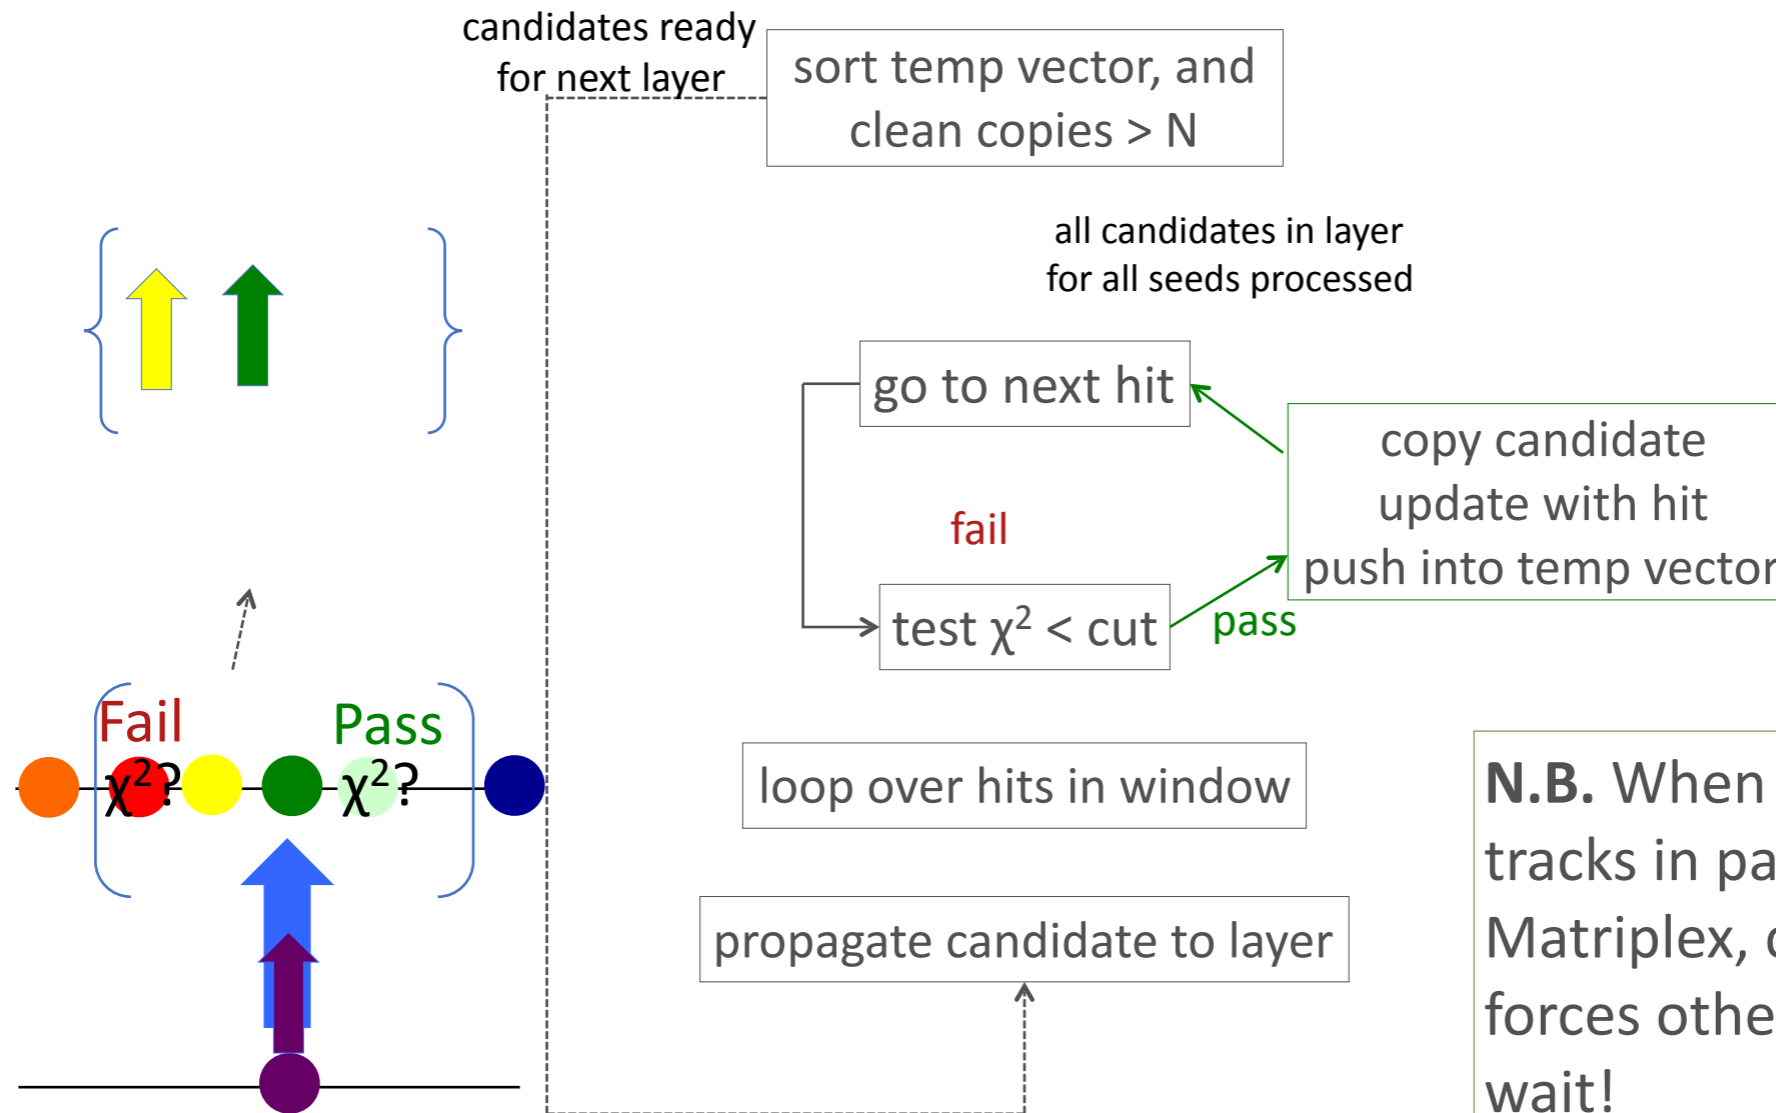 candidates ready
for next layer
sort temp vector, and
clean copies > N
all candidates in layer
for all seeds processed
go to next hit
copy candidate
update with hit
push into temp vector
fail
test χ² < cut
pass
Fail
Pass
χ²?
χ²?
loop over hits in window
propagate candidate to layer
N.B. When
tracks in
Matriplex,
forces
wait!